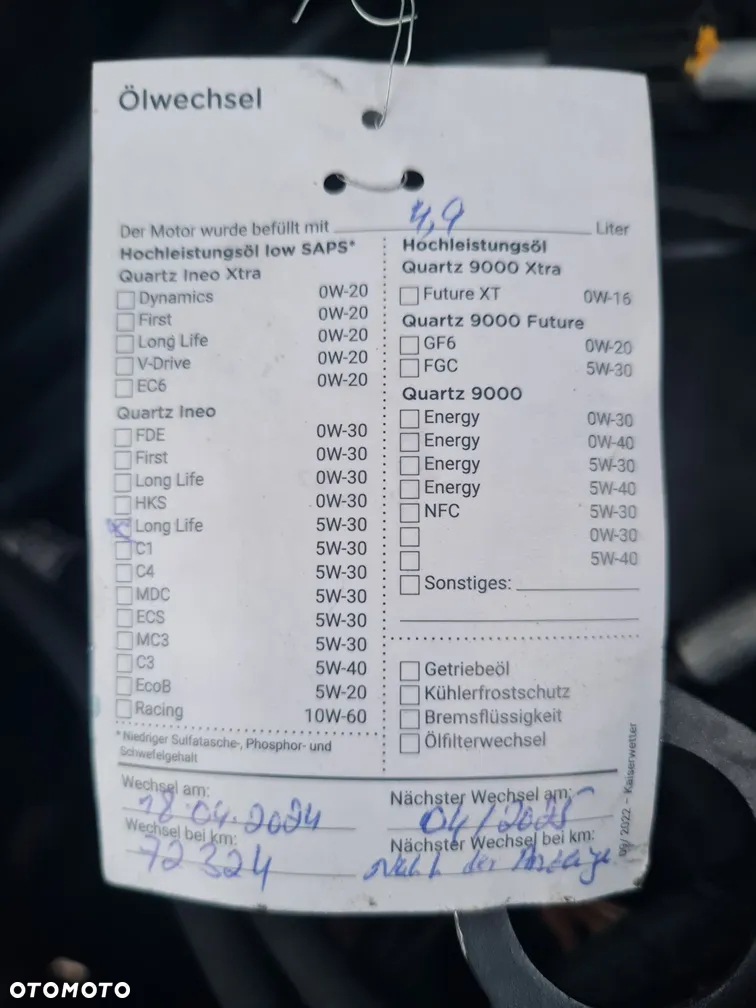 Ölwechsel
Der Motor wurde befüllt mit 4,9 Liter
Hochleistungsöl low SAPS*
Quartz Ineo Xtra
Dynamics 0W-20
First 0W-20
Long Life 0W-20
V-Drive 0W-20
EC6 0W-20
Quartz Ineo
FDE 0W-30
First 0W-30
Long Life 0W-30
HKS 0W-30
Long Life 5W-30
C1 5W-30
C4 5W-30
MDC 5W-30
ECS 5W-30
MC3 5W-30
C3 5W-40
EcoB 5W-20
Racing 10W-60
*Niedriger Sulfatasche-, Phosphor- und
Schwefelgehalt
Hochleistungsöl
Quartz 9000 Xtra
Future XT 0W-16
Quartz 9000 Future
GF6 0W-20
FGC 5W-30
Quartz 9000
Energy 0W-30
Energy 0W-40
Energy 5W-30
Energy 5W-40
NFC 5W-30
0W-30
5W-40
Sonstiges:
Getriebeöl
Kühlerfrostschutz
Bremsflüssigkeit
Ölfilterwechsel
Wechsel am:
18.04.2024
Wechsel bei km:
72324
Nächster Wechsel am:
04/2025
Nächster Wechsel bei km:
der Anzeige
/2022 – Kaiserwetter
OTOMOTO